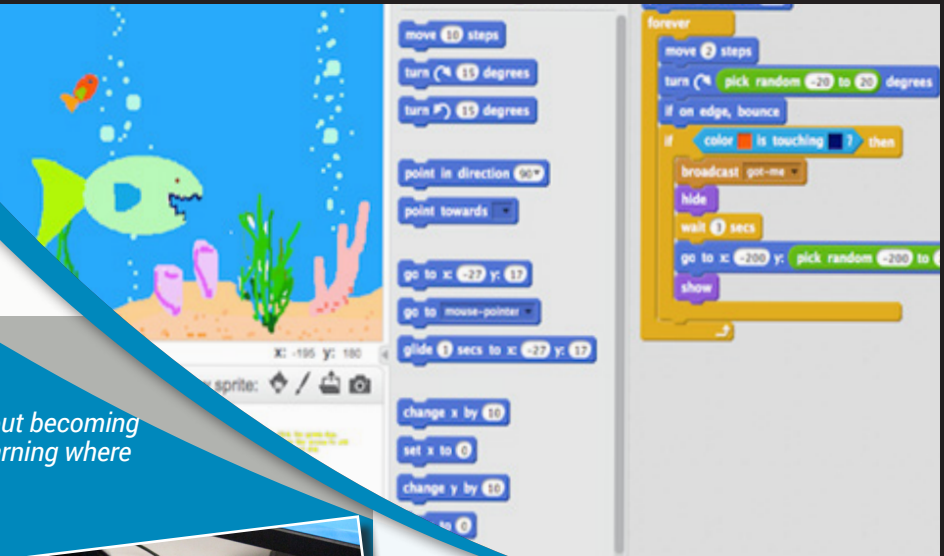 move 10 steps
turn 15 degrees
turn 15 degrees
point in direction 90
point towards
go to x: -27 y: 17
go to mouse-pointer
glide 1 secs to x: -27 y: 17
change x by 10
set x to 0
change y by 10
to 0
forever
move 2 steps
turn pick random -20 to 20 degrees
if on edge, bounce
if color is touching ? then
broadcast got-me
hide
wait 1 secs
go to x: -200 y: pick random -200 to
show
X: -195 y: 180
sprite:
ut becoming
rning where